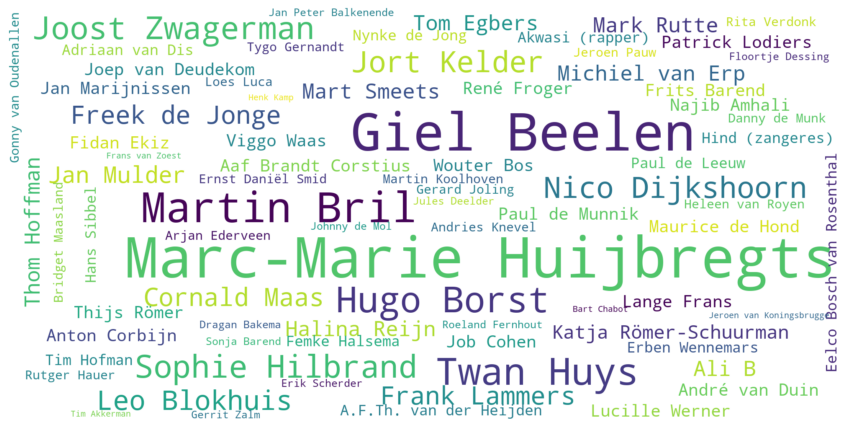 Jan Peter Balkenende
Joost Zwagerman
Tom Egbers
Mark Rutte
Rita Verdonk
Adriaan van Dis
Nynke de Jong
Akwasi (rapper)
Patrick Lodiers
Tygo Gernandt
Jeroen Pauw
Floortje Dessing
Gonny van Oudenallen
Joep van Deudekom
Jort Kelder
Michiel van Erp
Jan Marijnissen
Loes Luca
Mart Smeets
René Froger
Frits Barend
Henk Kamp
Freek de Jonge
Giel Beelen
Najib Amhali
Danny de Munk
Fidan Ekiz
Viggo Waas
Hind (zangeres)
Frans van Zoest
Aaf Brandt Corstius
Wouter Bos
Paul de Leeuw
Jan Mulder
Ernst Daniël Smid
Martin Koolhoven
Nico Dijkshoorn
Gerard Joling
Thom Hoffman
Bridget Maasland
Hans Sibbel
Martin Bril
Jules Deelder
Heleen van Royen
Paul de Munnik
Johnny de Mol
Andries Knevel
Maurice de Hond
Arjan Ederveen
Marc-Marie Huijbregts
Eelco Bosch van Rosenthal
Cornald Maas
Hugo Borst
Lange Frans
Thijs Römer
Bart Chabot
Jeroen van Koningsbrugge
Anton Corbijn
Dragan Bakema
Halina Reijn
Roeland Fernhout
Katja Römer-Schuurman
Sonja Barend
Femke Halsema
Job Cohen
Erben Wennemars
Tim Hofman
Sophie Hilbrand
Twan Huys
Ali B
Rutger Hauer
Erik Scherder
André van Duin
Leo Blokhuis
Frank Lammers
Tim Akkerman
Gerrit Zalm
A.F.Th. van der Heijden
Lucille Werner